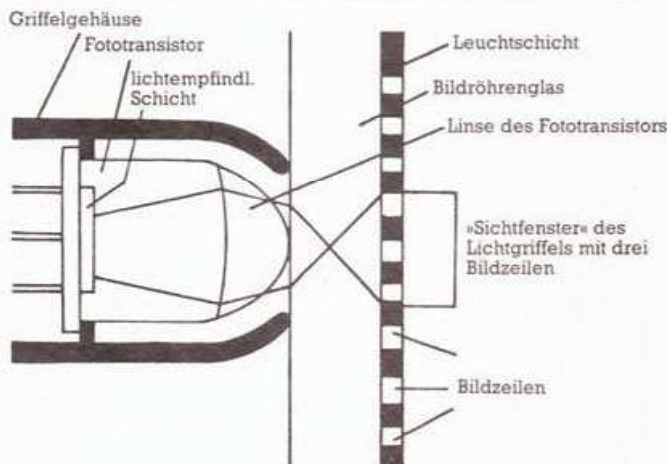 Griffelgehäuse
Fototransistor
lichtempfindl.
Schicht
Leuchtschicht
Bildröhrenglas
Linse des Fototransistors
»Sichtfenster« des
Lichtgriffels mit drei
Bildzeilen
Bildzeilen